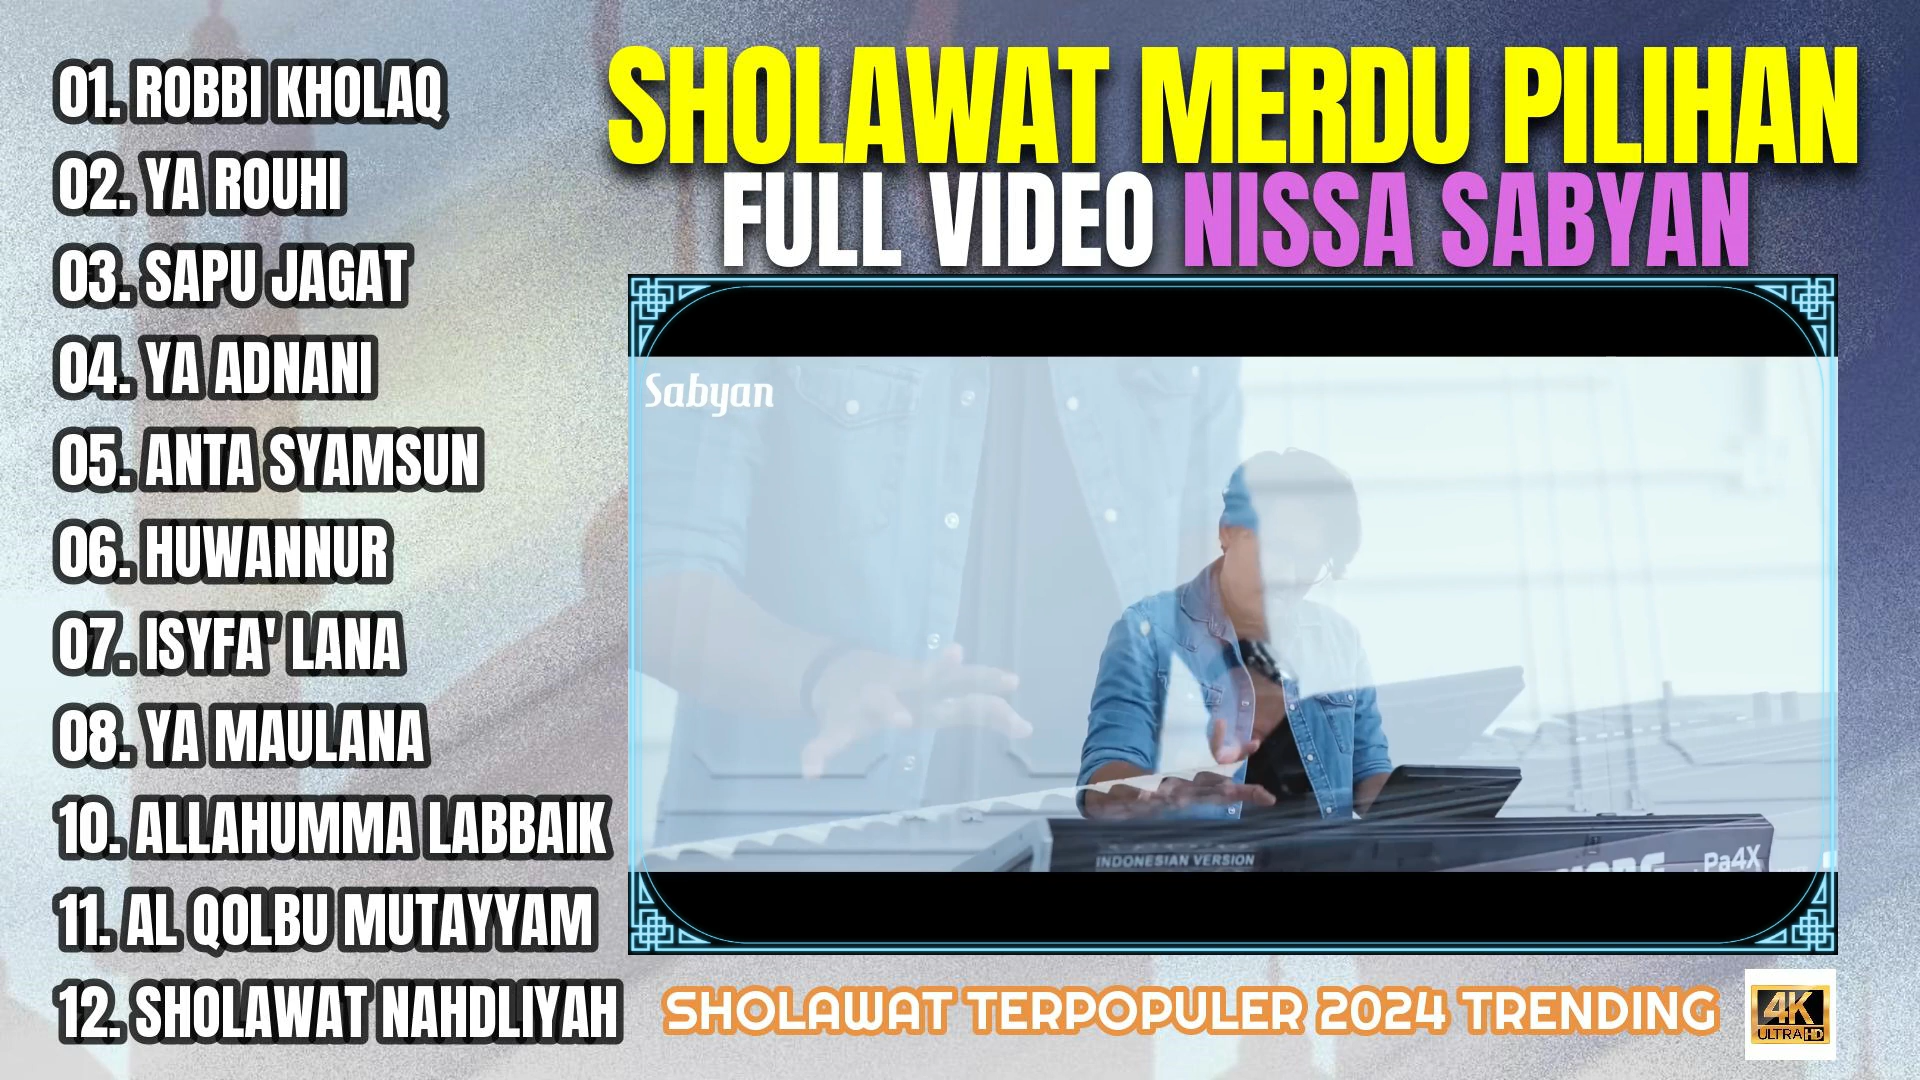 01. ROBBI KHOLAQ
02. YA ROUHI
03. SAPU JAGAT
04. YA ADNANI
05. ANTA SYAMSUN
06. HUWANNUR
07. ISYFA' LANA
08. YA MAULANA
10. ALLAHUMMA LABBAIK
11. AL QOLBU MUTAYYAM
12. SHOLAWAT NAHDLIYAH
SHOLAWAT MERDU PILIHAN
FULL VIDEO NISSA SABYAN
Sabyan
INDONESIAN VERSION
KORG Pa4X
SHOLAWAT TERPOPULER 2024 TRENDING
4K
ULTRA HD